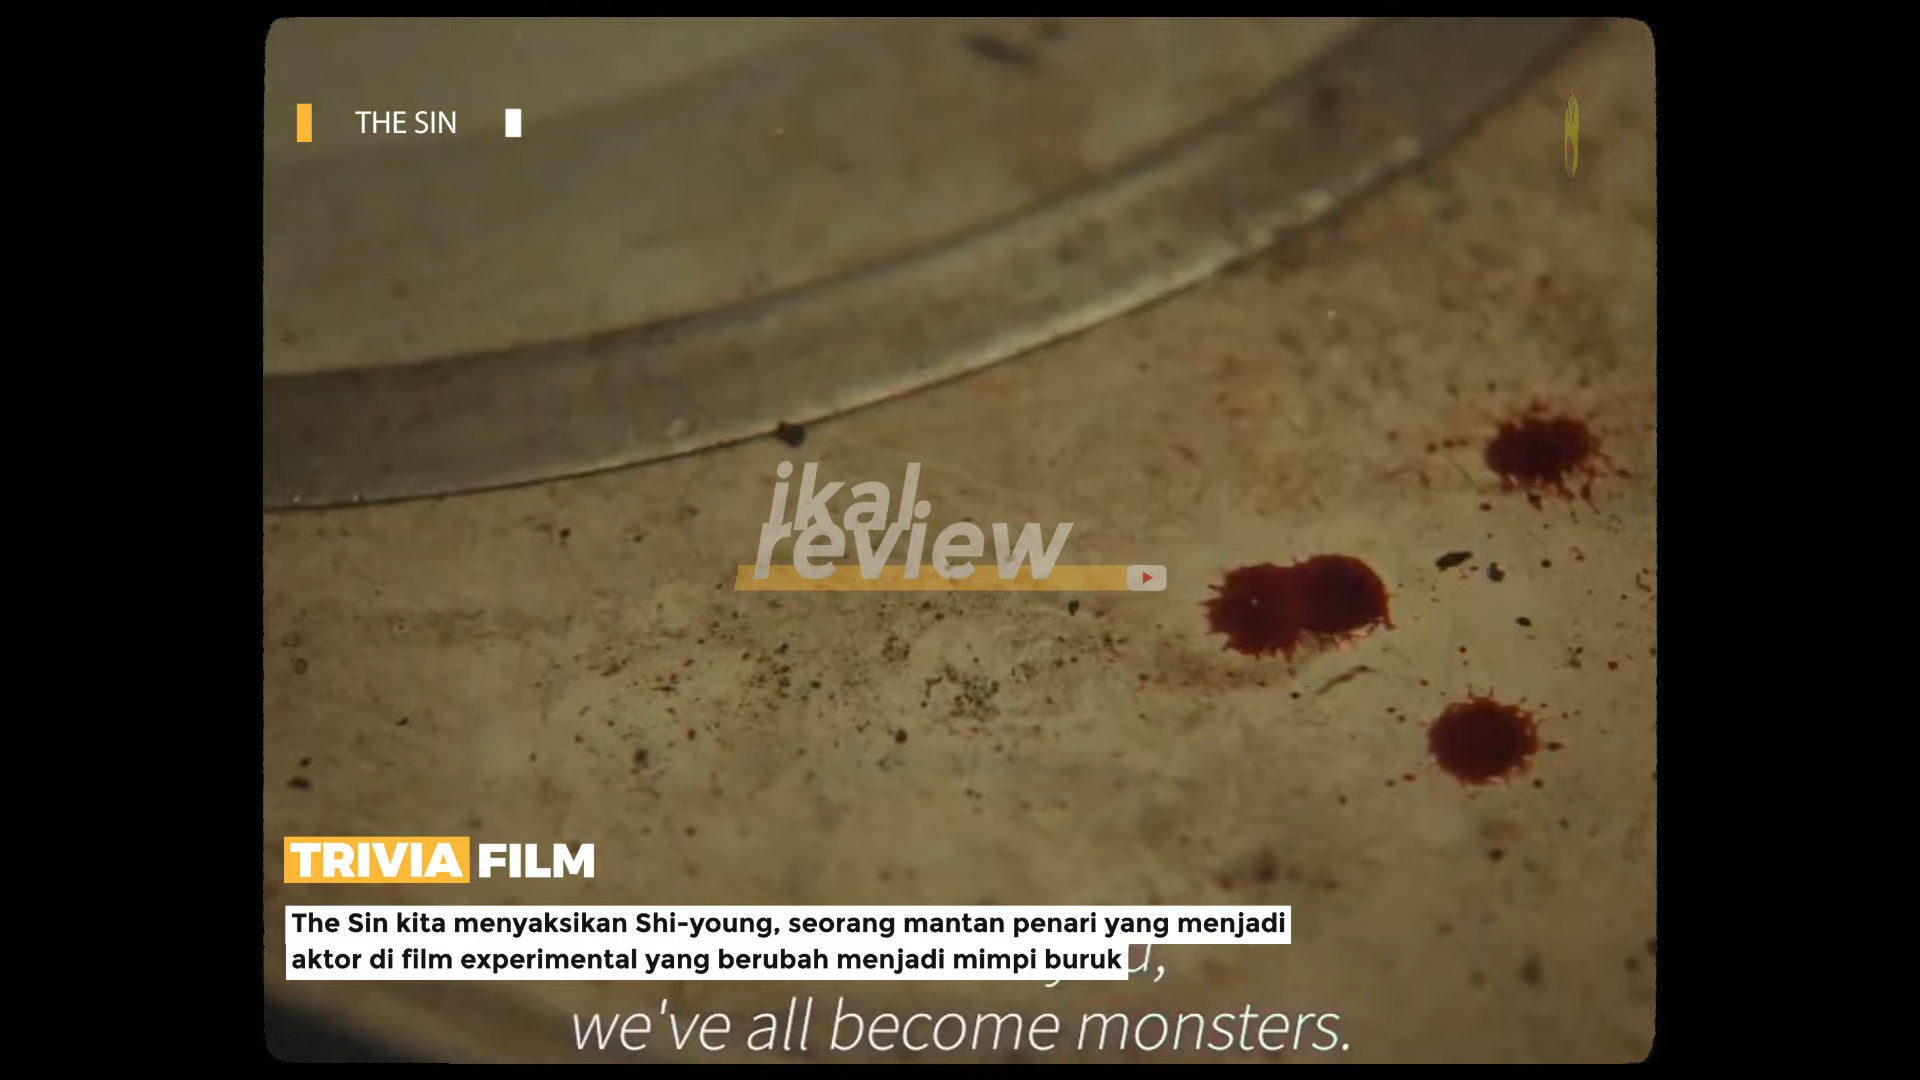 THE SIN
ikal
review
TRIVIA FILM
The Sin kita menyaksikan Shi-young, seorang mantan penari yang menjadi
aktor di film experimental yang berubah menjadi mimpi buruk
we've all become monsters.